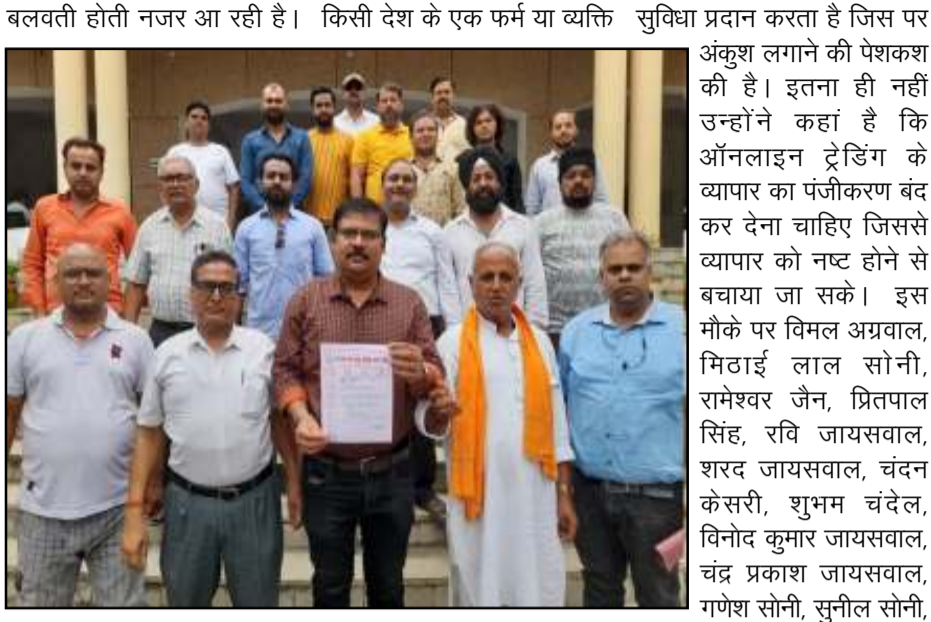 बलवती होती नजर आ रही है। किसी देश के एक फर्म या व्यक्ति सुविधा प्रदान करता है जिस पर
अंकुश लगाने की पेशकश
की है। इतना ही नहीं
उन्होंने कहां है कि
ऑनलाइन ट्रेडिंग के
व्यापार का पंजीकरण बंद
कर देना चाहिए जिससे
व्यापार को नष्ट होने से
बचाया जा सके। इस
मौके पर विमल अग्रवाल,
मिठाई लाल सोनी,
रामेश्वर जैन, प्रितपाल
सिंह, रवि जायसवाल,
शरद जायसवाल, चंदन
केसरी, शुभम चंदेल,
विनोद कुमार जायसवाल,
चंद्र प्रकाश जायसवाल,
गणेश सोनी, सुनील सोनी,